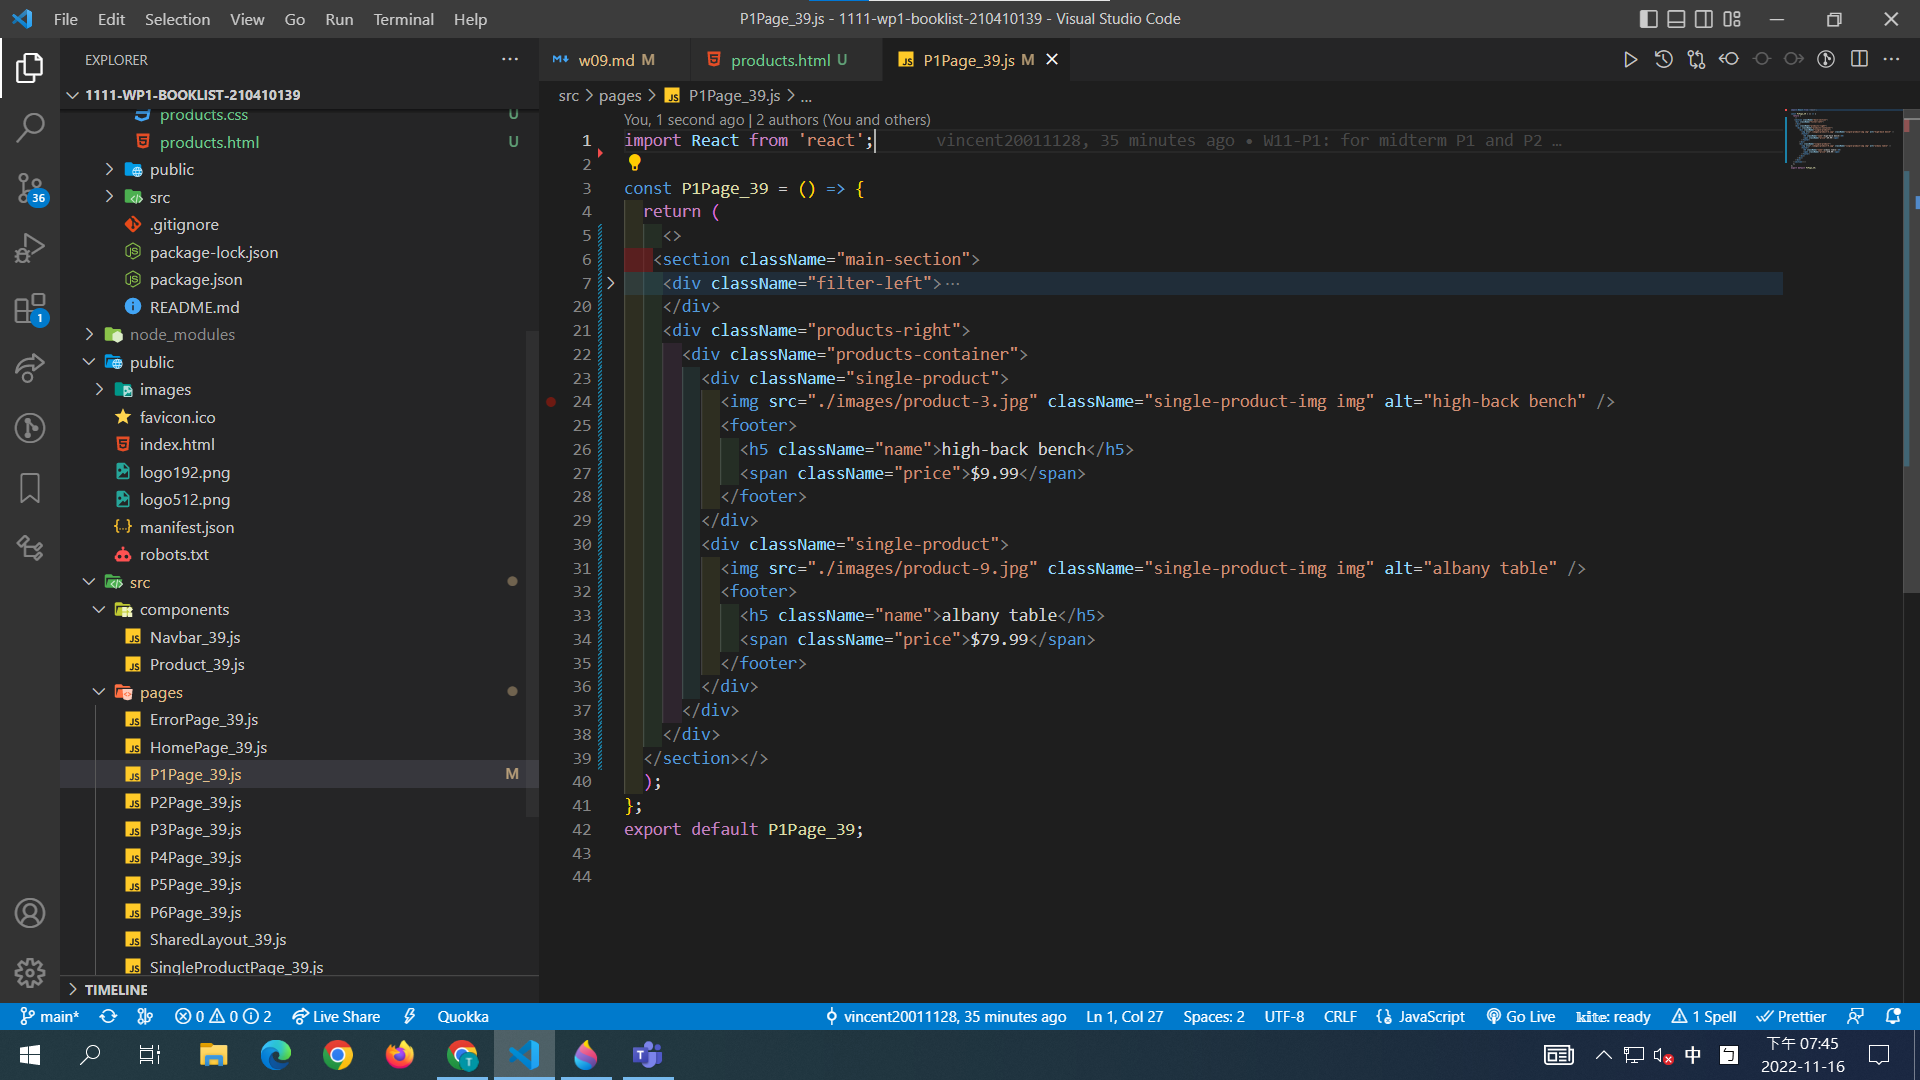 File Edit Selection View Go Run Terminal Help
P1Page_39.js - 1111-wp1-booklist-210410139 - Visual Studio Code
EXPLORER
1111-WP1-BOOKLIST-210410139
products.css U
products.html U
public
src
.gitignore
package-lock.json
package.json
README.md
node_modules
public
images
favicon.ico
index.html
logo192.png
logo512.png
manifest.json
robots.txt
src
components
Navbar_39.js
Product_39.js
pages
ErrorPage_39.js
HomePage_39.js
P1Page_39.js M
P2Page_39.js
P3Page_39.js
P4Page_39.js
P5Page_39.js
P6Page_39.js
SharedLayout_39.js
SingleProductPage_39.js
TIMELINE
36
1
w09.md M
products.html U
P1Page_39.js M
src > pages > P1Page_39.js > ...
You, 1 second ago | 2 authors (You and others)
1 import React from 'react'; vincent20011128, 35 minutes ago • W11-P1: for midterm P1 and P2 …
2
3 const P1Page_39 = () => {
4 return (
5 <>
6 <section className="main-section">
7 <div className="filter-left">…
20 </div>
21 <div className="products-right">
22 <div className="products-container">
23 <div className="single-product">
24 <img src="./images/product-3.jpg" className="single-product-img img" alt="high-back bench" />
25 <footer>
26 <h5 className="name">high-back bench</h5>
27 <span className="price">$9.99</span>
28 </footer>
29 </div>
30 <div className="single-product">
31 <img src="./images/product-9.jpg" className="single-product-img img" alt="albany table" />
32 <footer>
33 <h5 className="name">albany table</h5>
34 <span className="price">$79.99</span>
35 </footer>
36 </div>
37 </div>
38 </div>
39 </section></>
40 );
41 };
42 export default P1Page_39;
43
44
main* 0 0 2 Live Share Quokka
vincent20011128, 35 minutes ago Ln 1, Col 27 Spaces: 2 UTF-8 CRLF JavaScript Go Live kite: ready 1 Spell Prettier
中 ㄅ
下午 07:45
2022-11-16